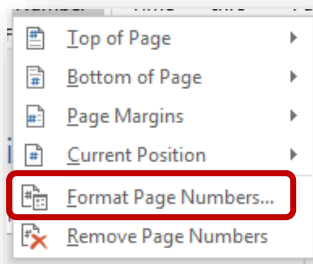 Top of Page
Bottom of Page
Page Margins
Current Position
Format Page Numbers...
Remove Page Numbers